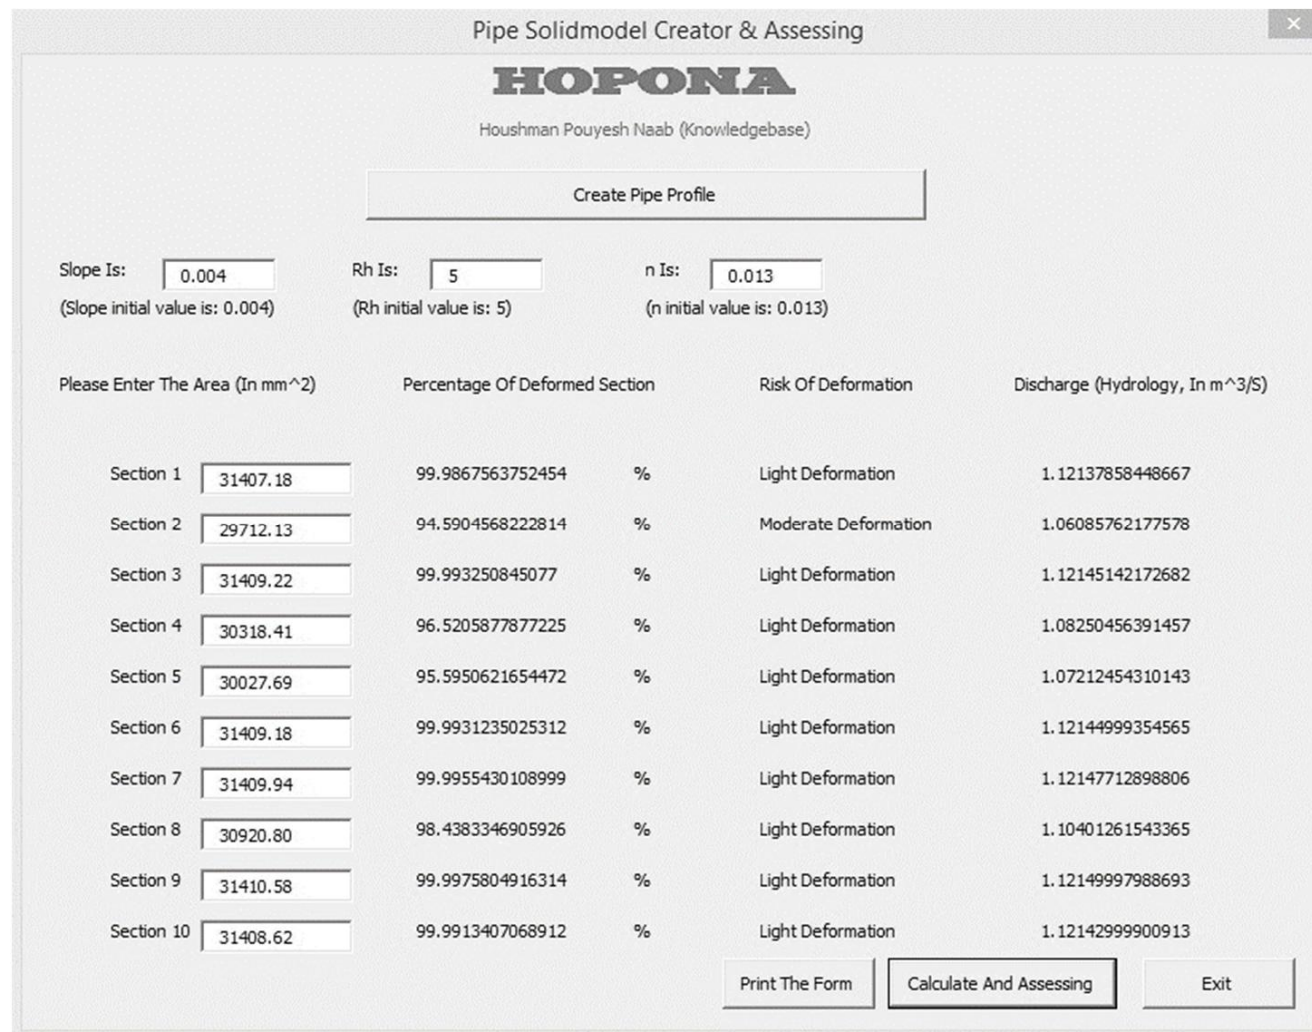 Pipe Solidmodel Creator & Assessing
HOPONA
Houshman Pouyesh Naab (Knowledgebase)
Create Pipe Profile
Slope Is: 0.004 Rh Is: 5 n Is: 0.013
(Slope initial value is: 0.004) (Rh initial value is: 5) (n initial value is: 0.013)
Please Enter The Area (In mm^2) Percentage Of Deformed Section Risk Of Deformation Discharge (Hydrology, In m^3/S)
Section 1 31407.18 99.9867563752454 % Light Deformation 1.12137858448667
Section 2 29712.13 94.5904568222814 % Moderate Deformation 1.06085762177578
Section 3 31409.22 99.993250845077 % Light Deformation 1.12145142172682
Section 4 30318.41 96.5205877877225 % Light Deformation 1.08250456391457
Section 5 30027.69 95.5950621654472 % Light Deformation 1.07212454310143
Section 6 31409.18 99.9931235025312 % Light Deformation 1.12144999354565
Section 7 31409.94 99.9955430108999 % Light Deformation 1.12147712898806
Section 8 30920.80 98.4383346905926 % Light Deformation 1.10401261543365
Section 9 31410.58 99.9975804916314 % Light Deformation 1.12149997988693
Section 10 31408.62 99.9913407068912 % Light Deformation 1.12142999900913
Print The Form Calculate And Assessing Exit